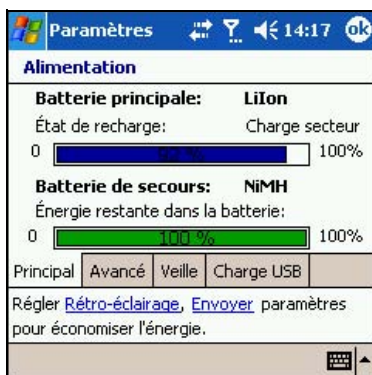 Paramètres 14:17 ok
Alimentation
Batterie principale: LiIon
État de recharge: Charge secteur
0 100%
Batterie de secours: NiMH
Énergie restante dans la batterie:
0 100 % 100%
Principal Avancé Veille Charge USB
Régler Rétro-éclairage, Envoyer paramètres
pour économiser l'énergie.